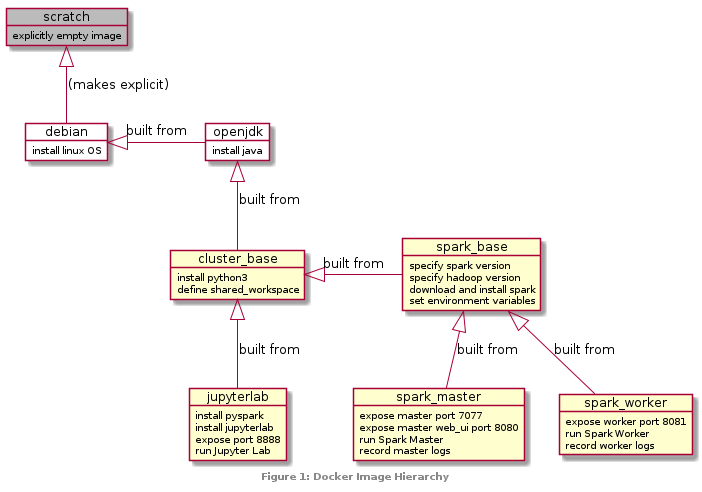 scratch
explicitly empty image
(makes explicit)
debian
install linux OS
built from
openjdk
install java
built from
cluster_base
install python3
define shared_workspace
built from
spark_base
specify spark version
specify hadoop version
download and install spark
set environment variables
built from
built from
built from
jupyterlab
install pyspark
install jupyterlab
expose port 8888
run Jupyter Lab
spark_master
expose master port 7077
expose master web_ui port 8080
run Spark Master
record master logs
spark_worker
expose worker port 8081
run Spark Worker
record worker logs
Figure 1: Docker Image Hierarchy